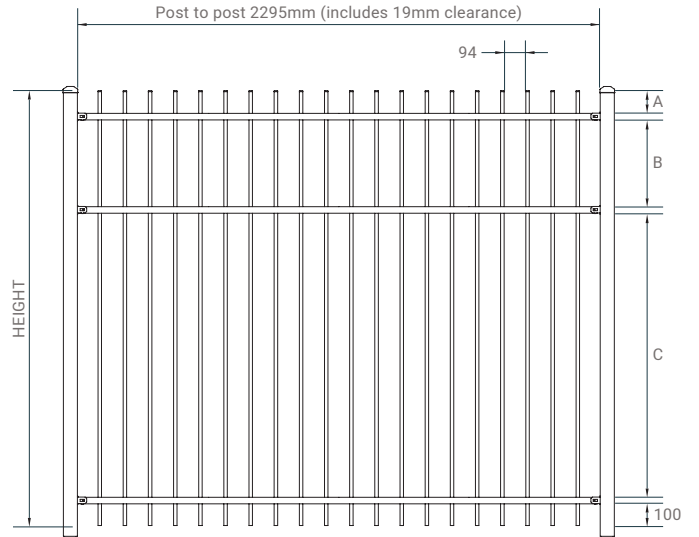 Post to post 2295mm (includes 19mm clearance)
94
A
B
HEIGHT
C
100